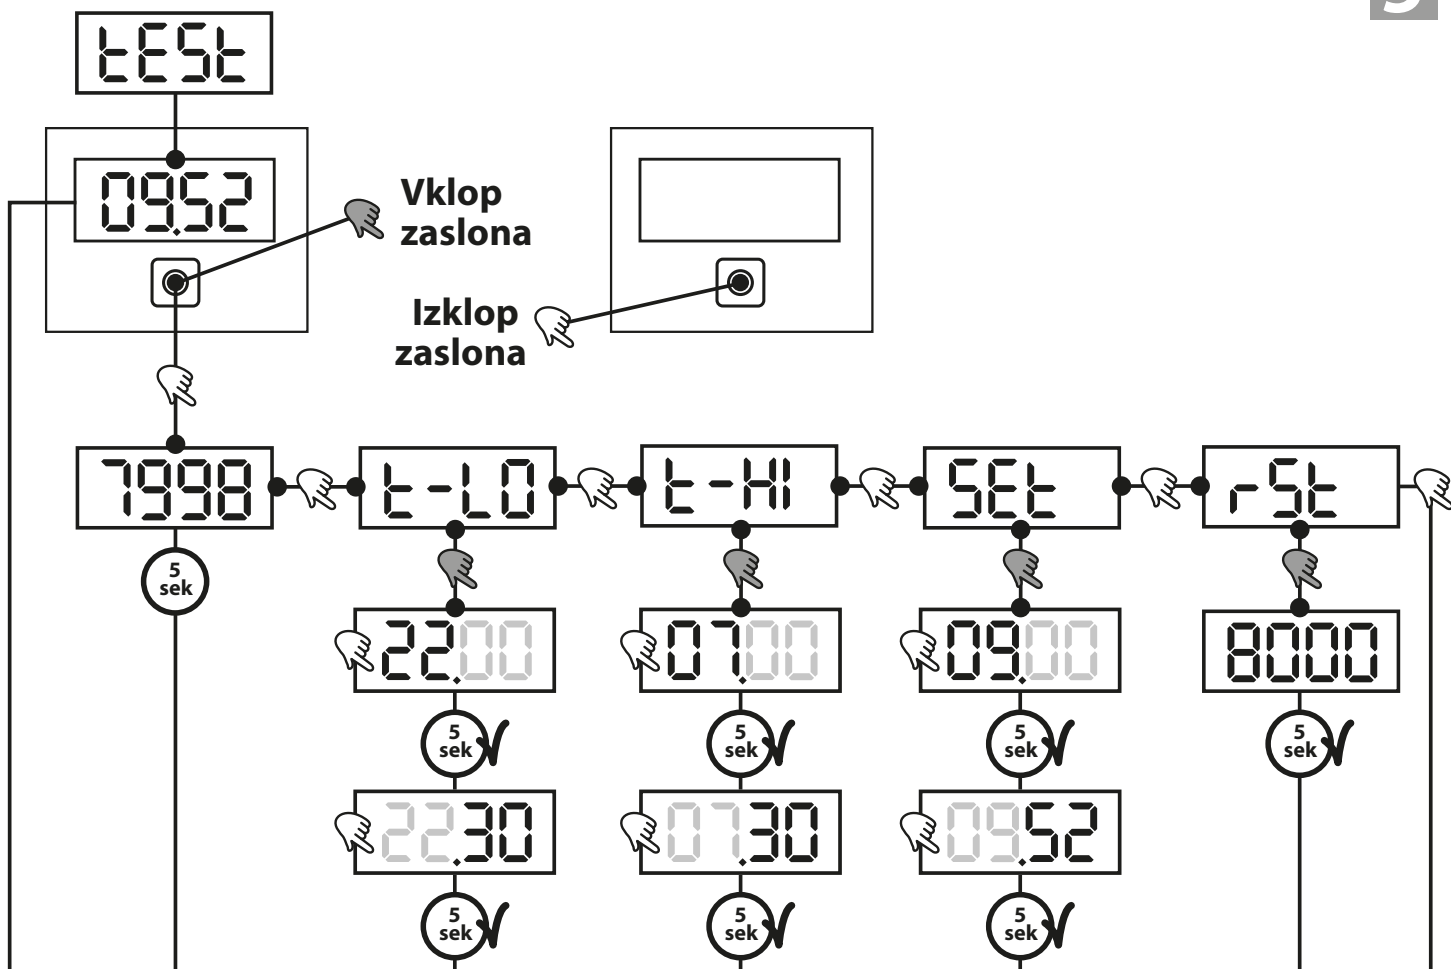 tESt
09.52
Vklop
zaslona
Izklop
zaslona
7998
t-LO
t-HI
SEt
rSt
5
sek
22.00
07.00
09.00
8000
5
sek
5
sek
5
sek
5
sek
22.30
07.30
09.52
5
sek
5
sek
5
sek